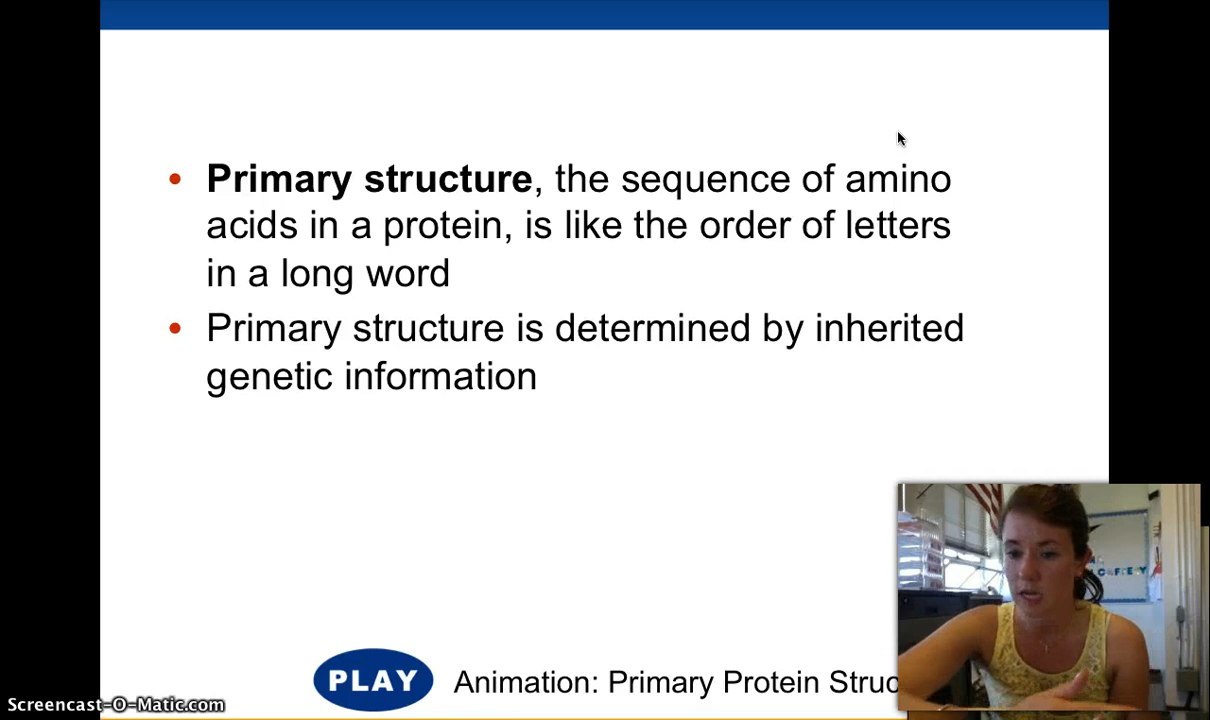 • Primary structure, the sequence of amino
acids in a protein, is like the order of letters
in a long word
• Primary structure is determined by inherited
genetic information
PLAY Animation: Primary Protein Struc
Screencast-O-Matic.com